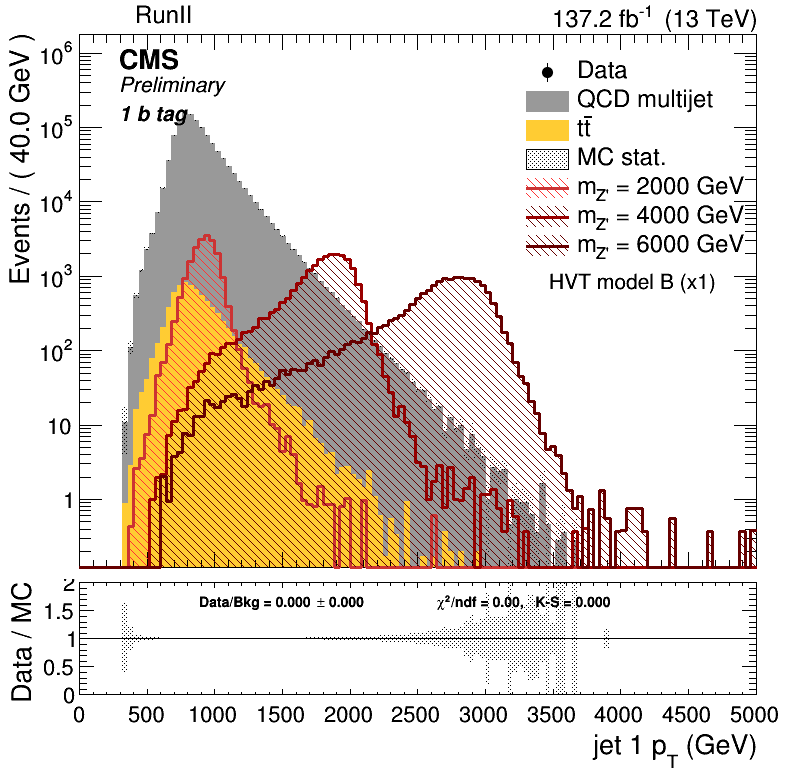 RunII 137.2 fb⁻¹ (13 TeV)
Events / ( 40.0 GeV )
10⁶
10⁵
10⁴
10³
10²
10
1
CMS
Preliminary
1 b tag
Data
QCD multijet
tt̄
MC stat.
m_Z' = 2000 GeV
m_Z' = 4000 GeV
m_Z' = 6000 GeV
HVT model B (x1)
Data / MC
2
1.5
1
0.5
0
Data/Bkg = 0.000 ± 0.000 χ²/ndf = 0.00, K-S = 0.000
0 500 1000 1500 2000 2500 3000 3500 4000 4500 5000
jet 1 p_T (GeV)